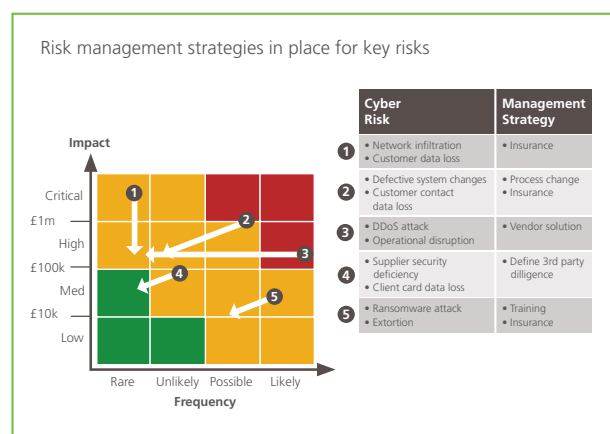 Risk management strategies in place for key risks
Impact
Critical
£1m
High
£100k
Med
£10k
Low
1
2
3
4
5
Rare Unlikely Possible Likely
Frequency
Cyber Risk
Management Strategy
1
• Network infiltration
• Customer data loss
• Insurance
2
• Defective system changes
• Customer contact
data loss
• Process change
• Insurance
3
• DDoS attack
• Operational disruption
• Vendor solution
4
• Supplier security
deficiency
• Client card data loss
• Define 3rd party
dilligence
5
• Ransomware attack
• Extortion
• Training
• Insurance